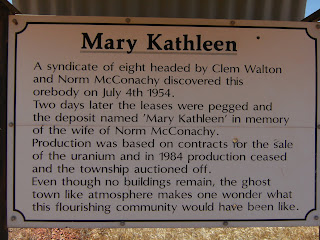 Mary Kathleen
A syndicate of eight headed by Clem Walton
and Norm McConachy discovered this
orebody on July 4th 1954.
Two days later the leases were pegged and
the deposit named 'Mary Kathleen' in memory
of the wife of Norm McConachy.
Production was based on contracts for the sale
of the uranium and in 1984 production ceased
and the township auctioned off.
Even though no buildings remain, the ghost
town like atmosphere makes one wonder what
this flourishing community would have been like.